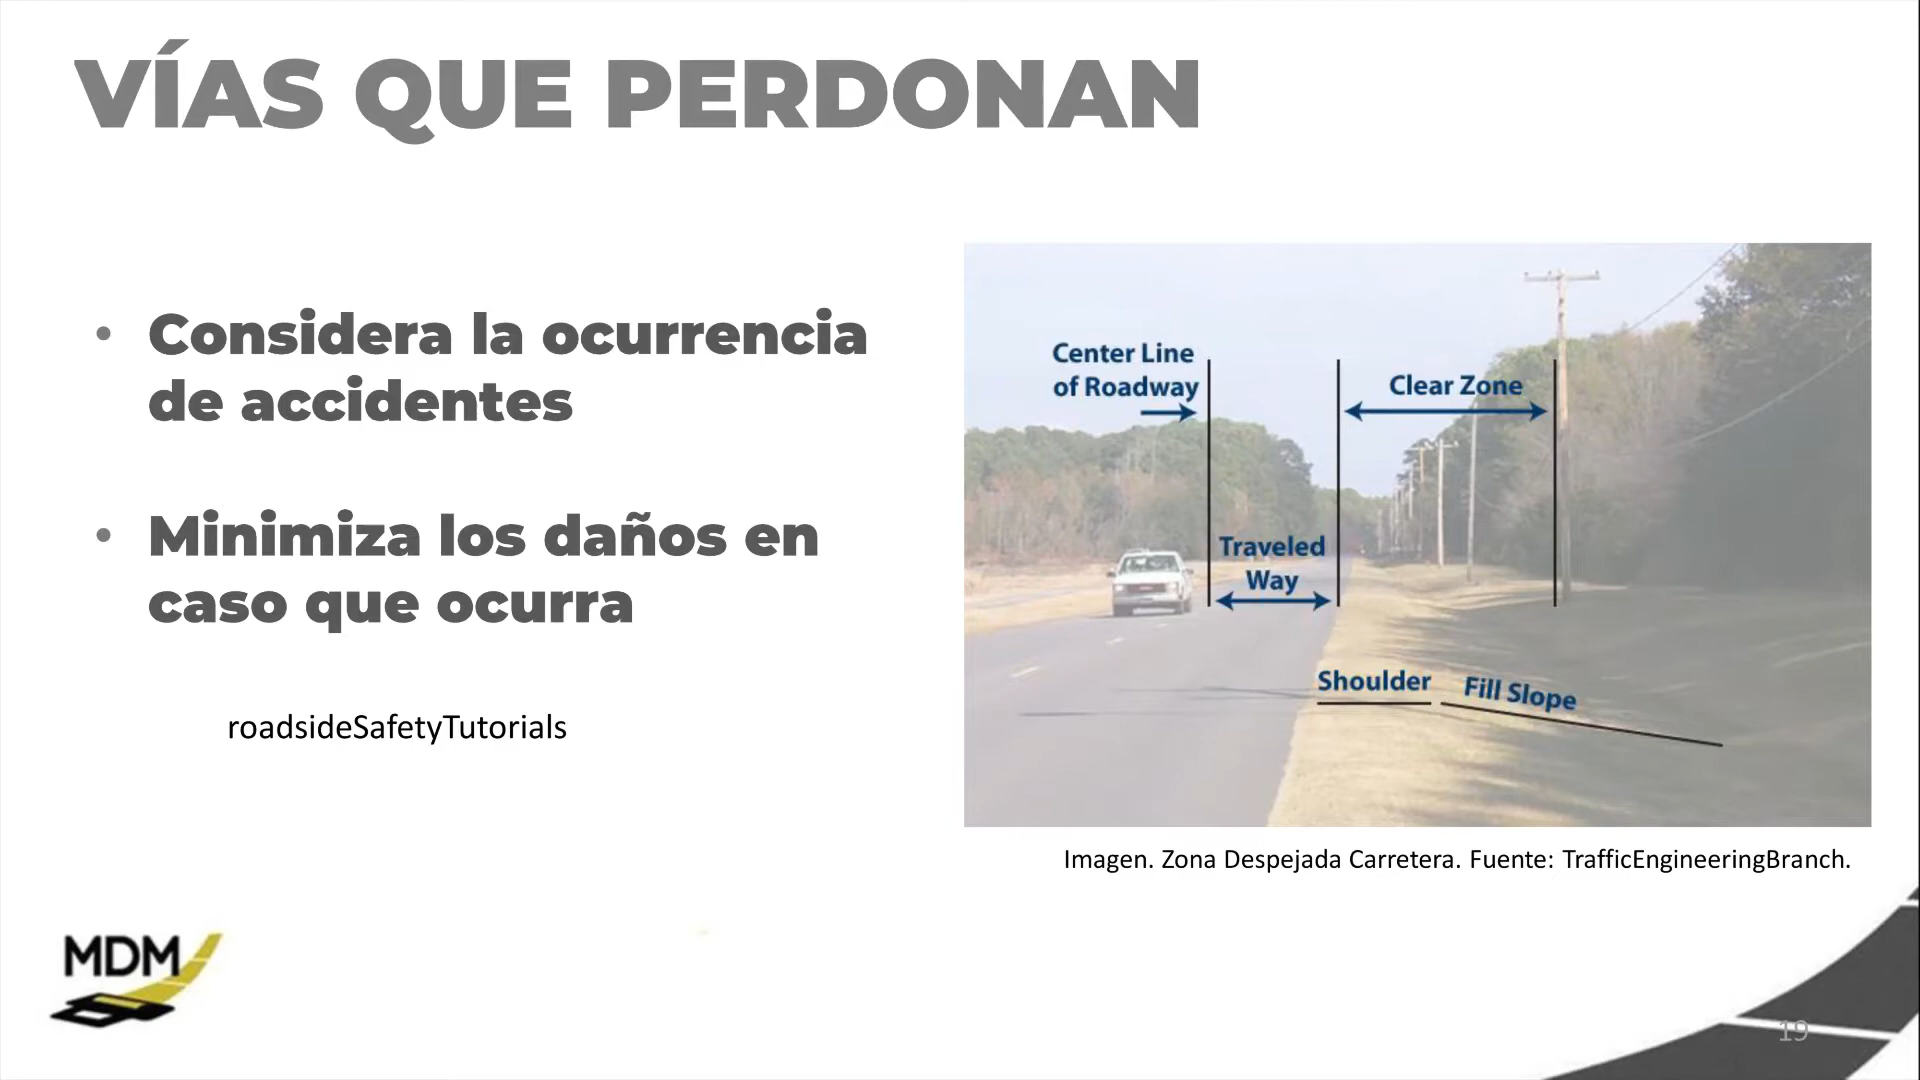 VÍAS QUE PERDONAN
• Considera la ocurrencia
de accidentes
• Minimiza los daños en
caso que ocurra
roadsideSafetyTutorials
Center Line
of Roadway
Clear Zone
Traveled
Way
Shoulder
Fill Slope
Imagen. Zona Despejada Carretera. Fuente: TrafficEngineeringBranch.
MDM
19